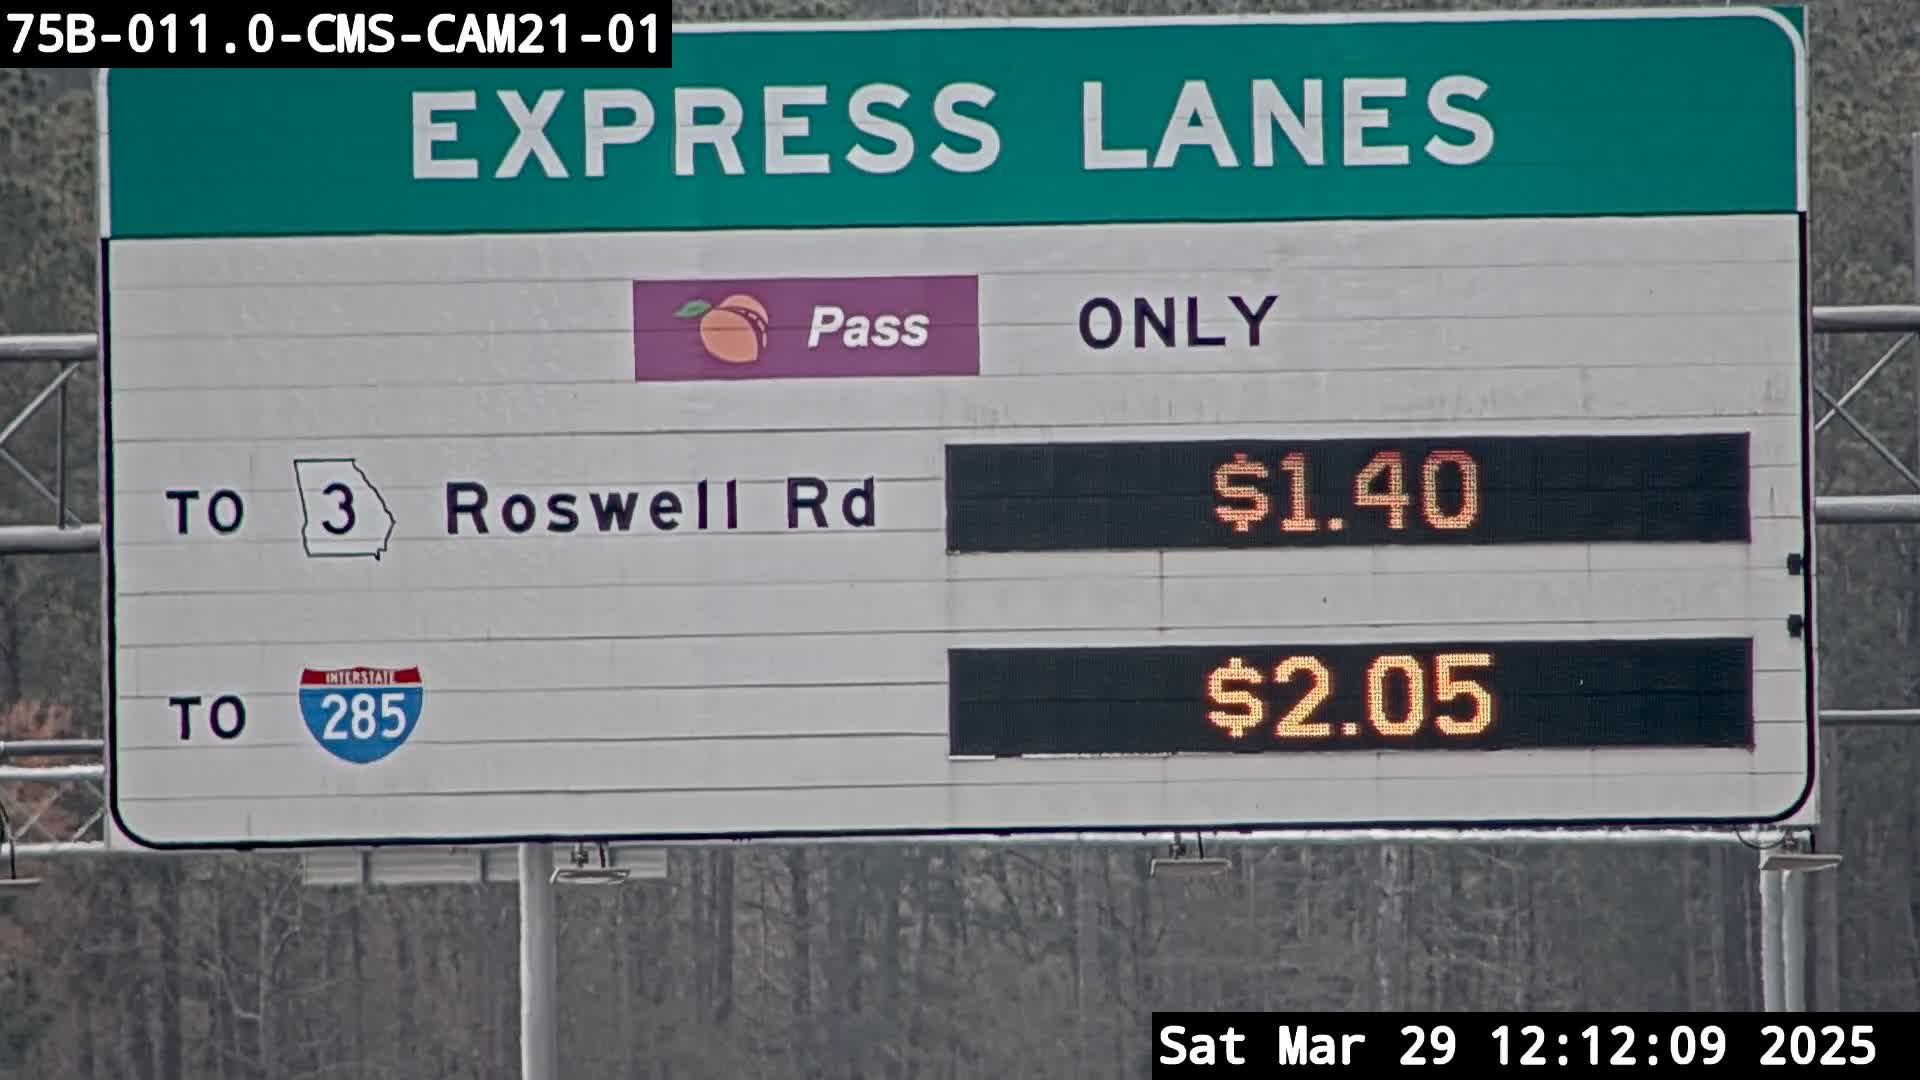 75B-011.0-CMS-CAM21-01
EXPRESS LANES
Pass ONLY
TO 3 Roswell Rd $1.40
INTERSTATE
TO 285 $2.05
Sat Mar 29 12:12:09 2025